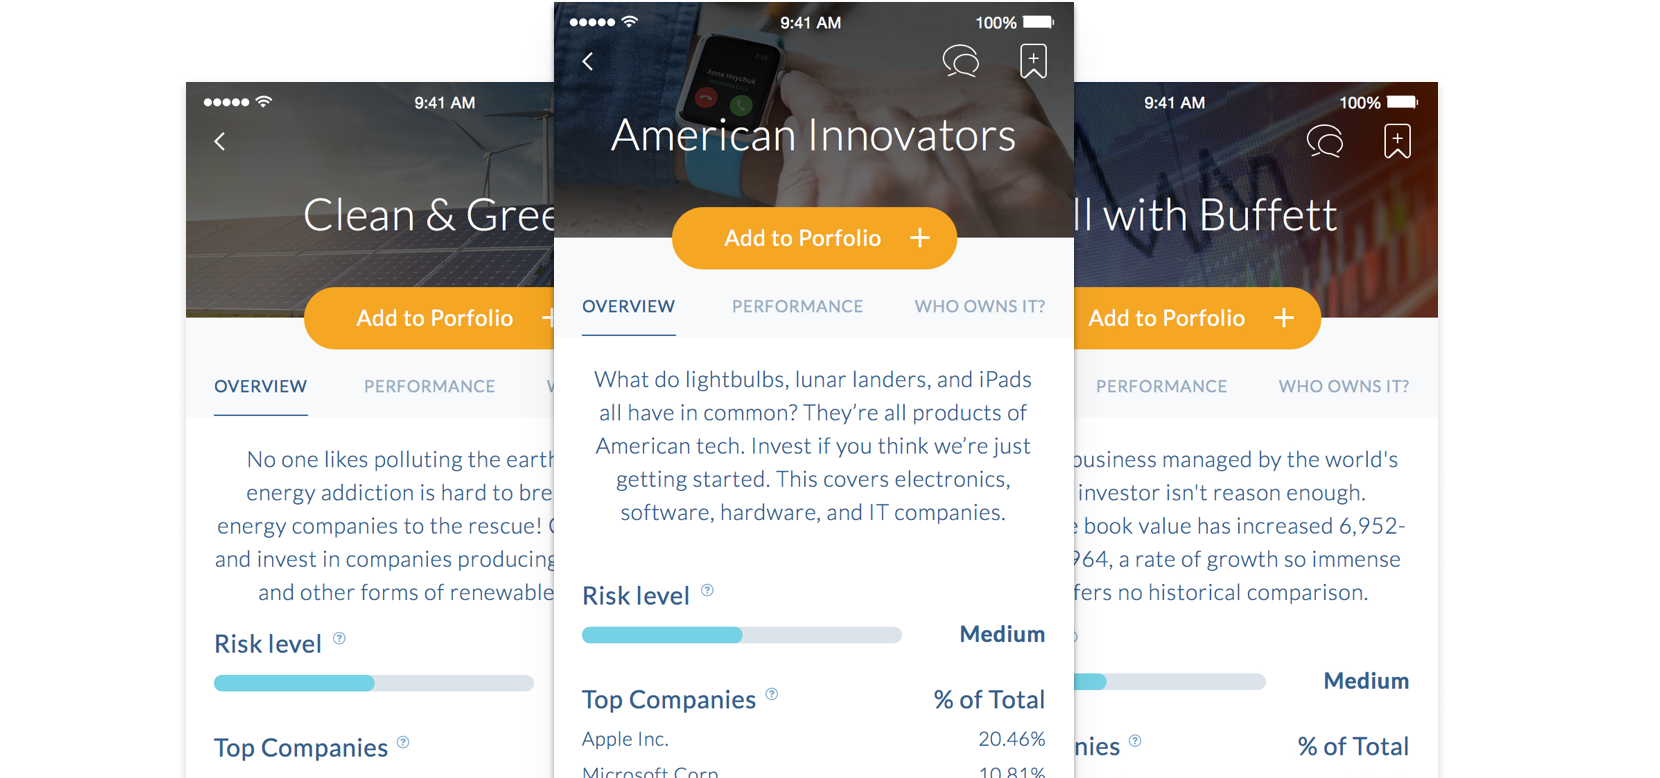 9:41 AM
100%
Anna Hoychuk
American Innovators
Add to Porfolio +
OVERVIEW PERFORMANCE WHO OWNS IT?
What do lightbulbs, lunar landers, and iPads
all have in common? They're all products of
American tech. Invest if you think we're just
getting started. This covers electronics,
software, hardware, and IT companies.
Risk level ?
Medium
Top Companies ? % of Total
Apple Inc. 20.46%
Microsoft Corp 10.81%
9:41 AM
Clean & Gree
Add to Porfolio +
OVERVIEW PERFORMANCE
No one likes polluting the earth
energy addiction is hard to bre
energy companies to the rescue!
and invest in companies producing
and other forms of renewable
Risk level ?
Top Companies ?
9:41 AM 100%
ll with Buffett
Add to Porfolio +
PERFORMANCE WHO OWNS IT?
business managed by the world's
investor isn't reason enough.
book value has increased 6,952-
964, a rate of growth so immense
fers no historical comparison.
Medium
nies ? % of Total